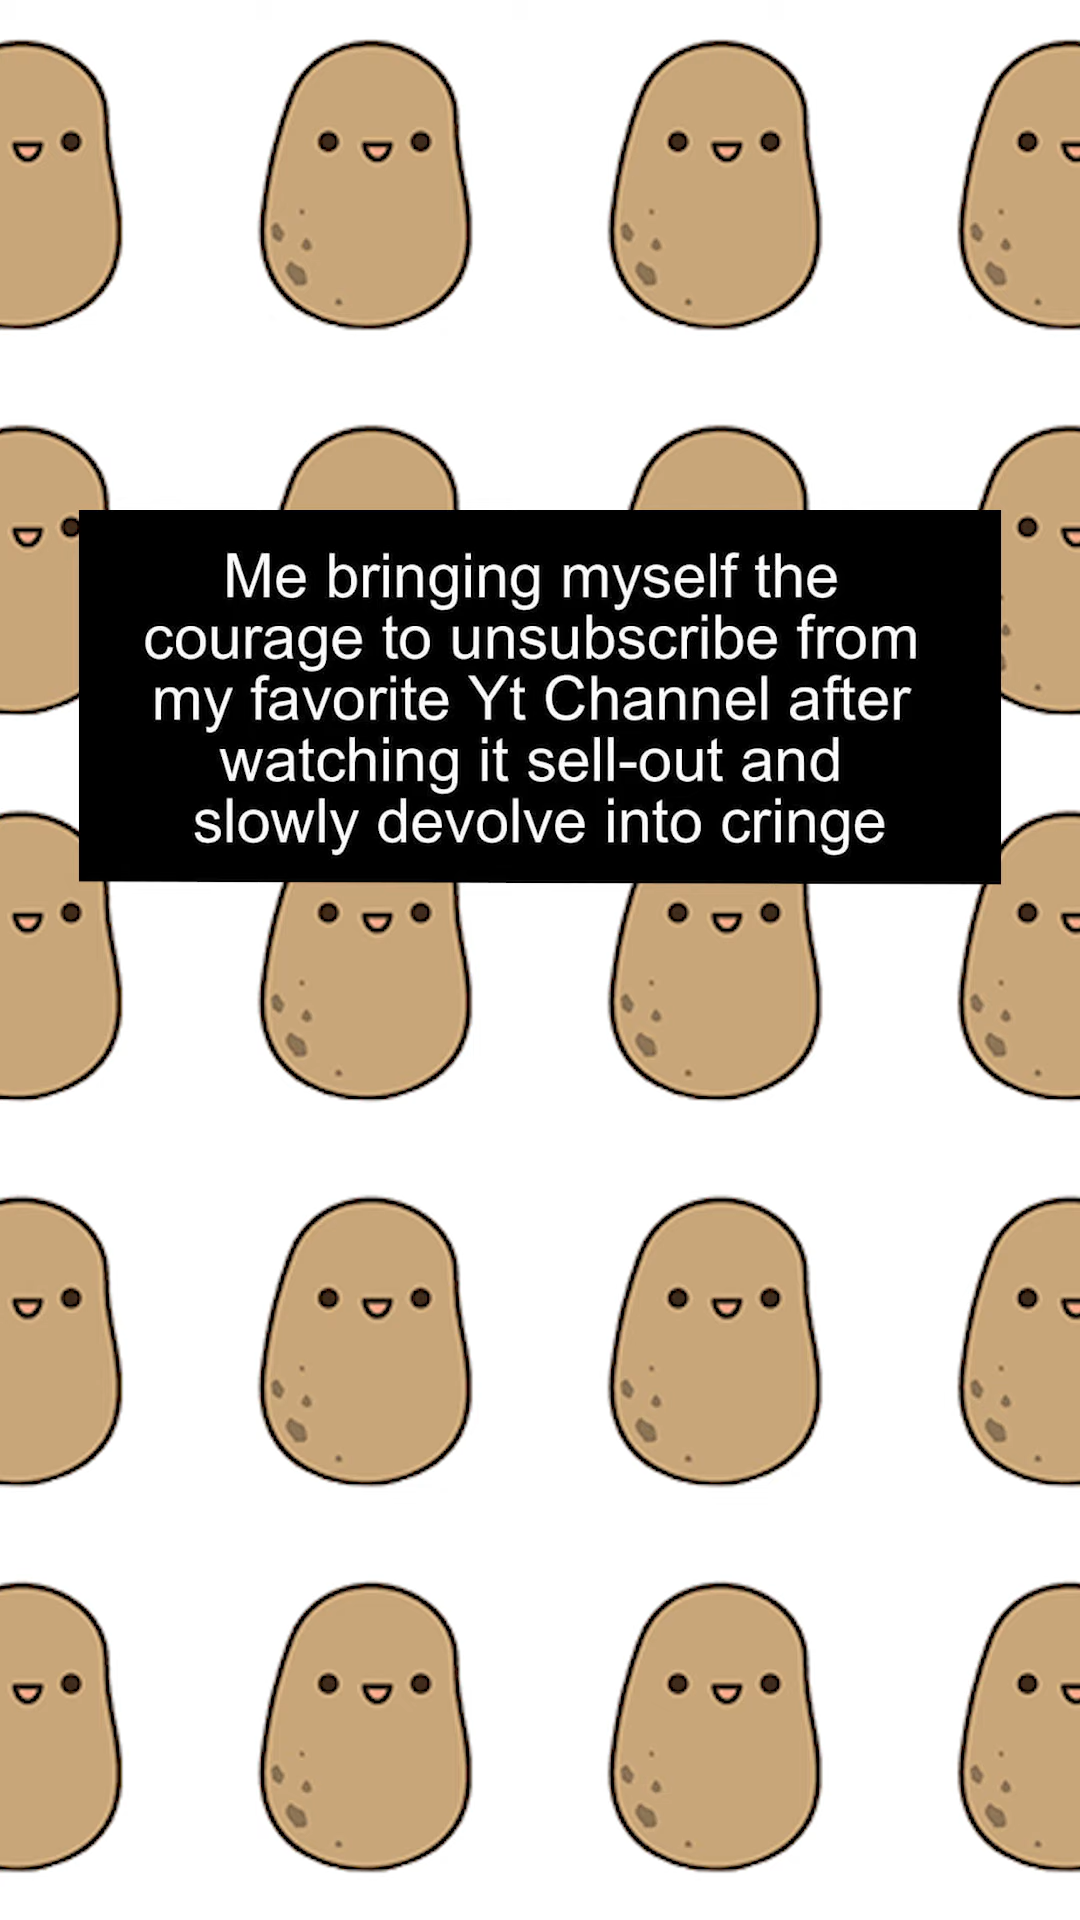 Me bringing myself the
courage to unsubscribe from
my favorite Yt Channel after
watching it sell-out and
slowly devolve into cringe